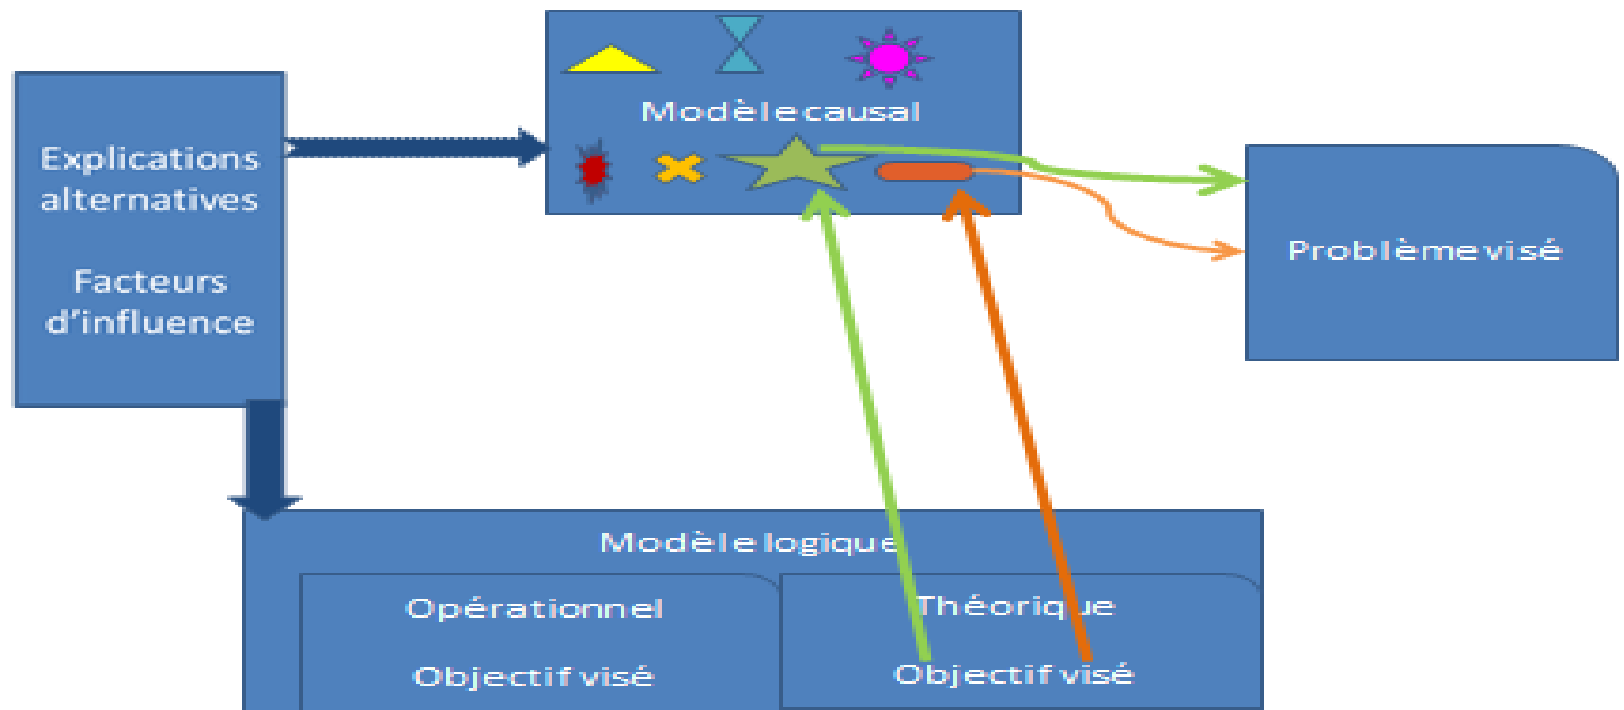 Explications
alternatives
Facteurs
d'influence
Modèle causal
Problème visé
Modèle logique
Opérationnel
Objectif visé
Théorique
Objectif visé